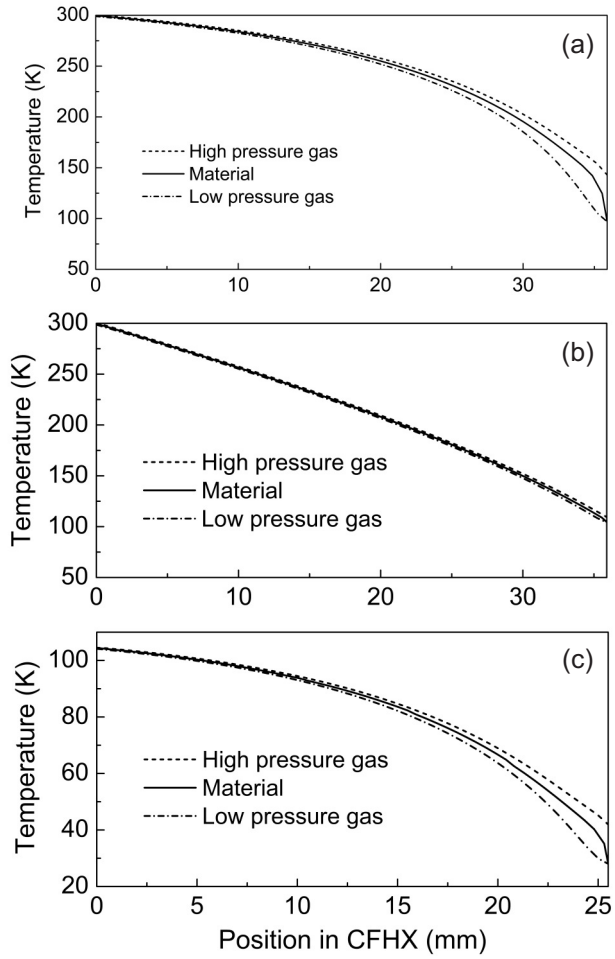 300
250
200
150
100
50
Temperature (K)
(a)
High pressure gas
Material
Low pressure gas
0
10
20
30
300
250
200
150
100
50
Temperature (K)
(b)
High pressure gas
Material
Low pressure gas
0
10
20
30
100
80
60
40
20
Temperature (K)
(c)
High pressure gas
Material
Low pressure gas
0
5
10
15
20
25
Position in CFHX (mm)